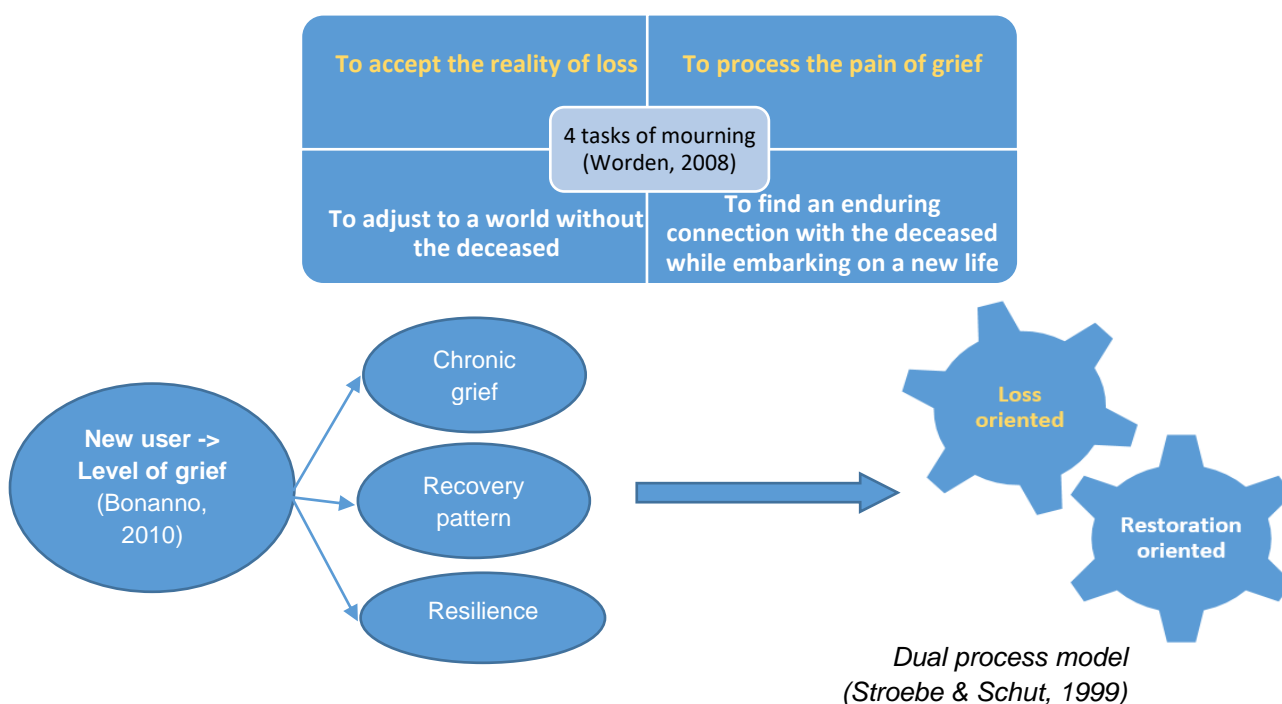 To accept the reality of loss
To process the pain of grief
4 tasks of mourning
(Worden, 2008)
To adjust to a world without
the deceased
To find an enduring
connection with the deceased
while embarking on a new life
New user ->
Level of grief
(Bonanno,
2010)
Chronic
grief
Recovery
pattern
Resilience
Loss
oriented
Restoration
oriented
Dual process model
(Stroebe & Schut, 1999)